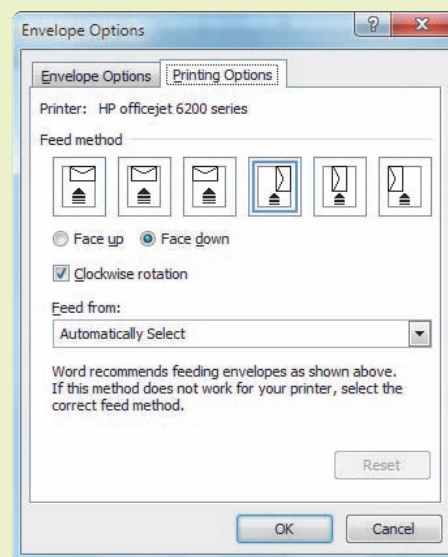 Envelope Options
Envelope Options Printing Options
Printer: HP officejet 6200 series
Feed method
Face up Face down
Clockwise rotation
Feed from:
Automatically Select
Word recommends feeding envelopes as shown above.
If this method does not work for your printer, select the
correct feed method.
Reset
OK Cancel